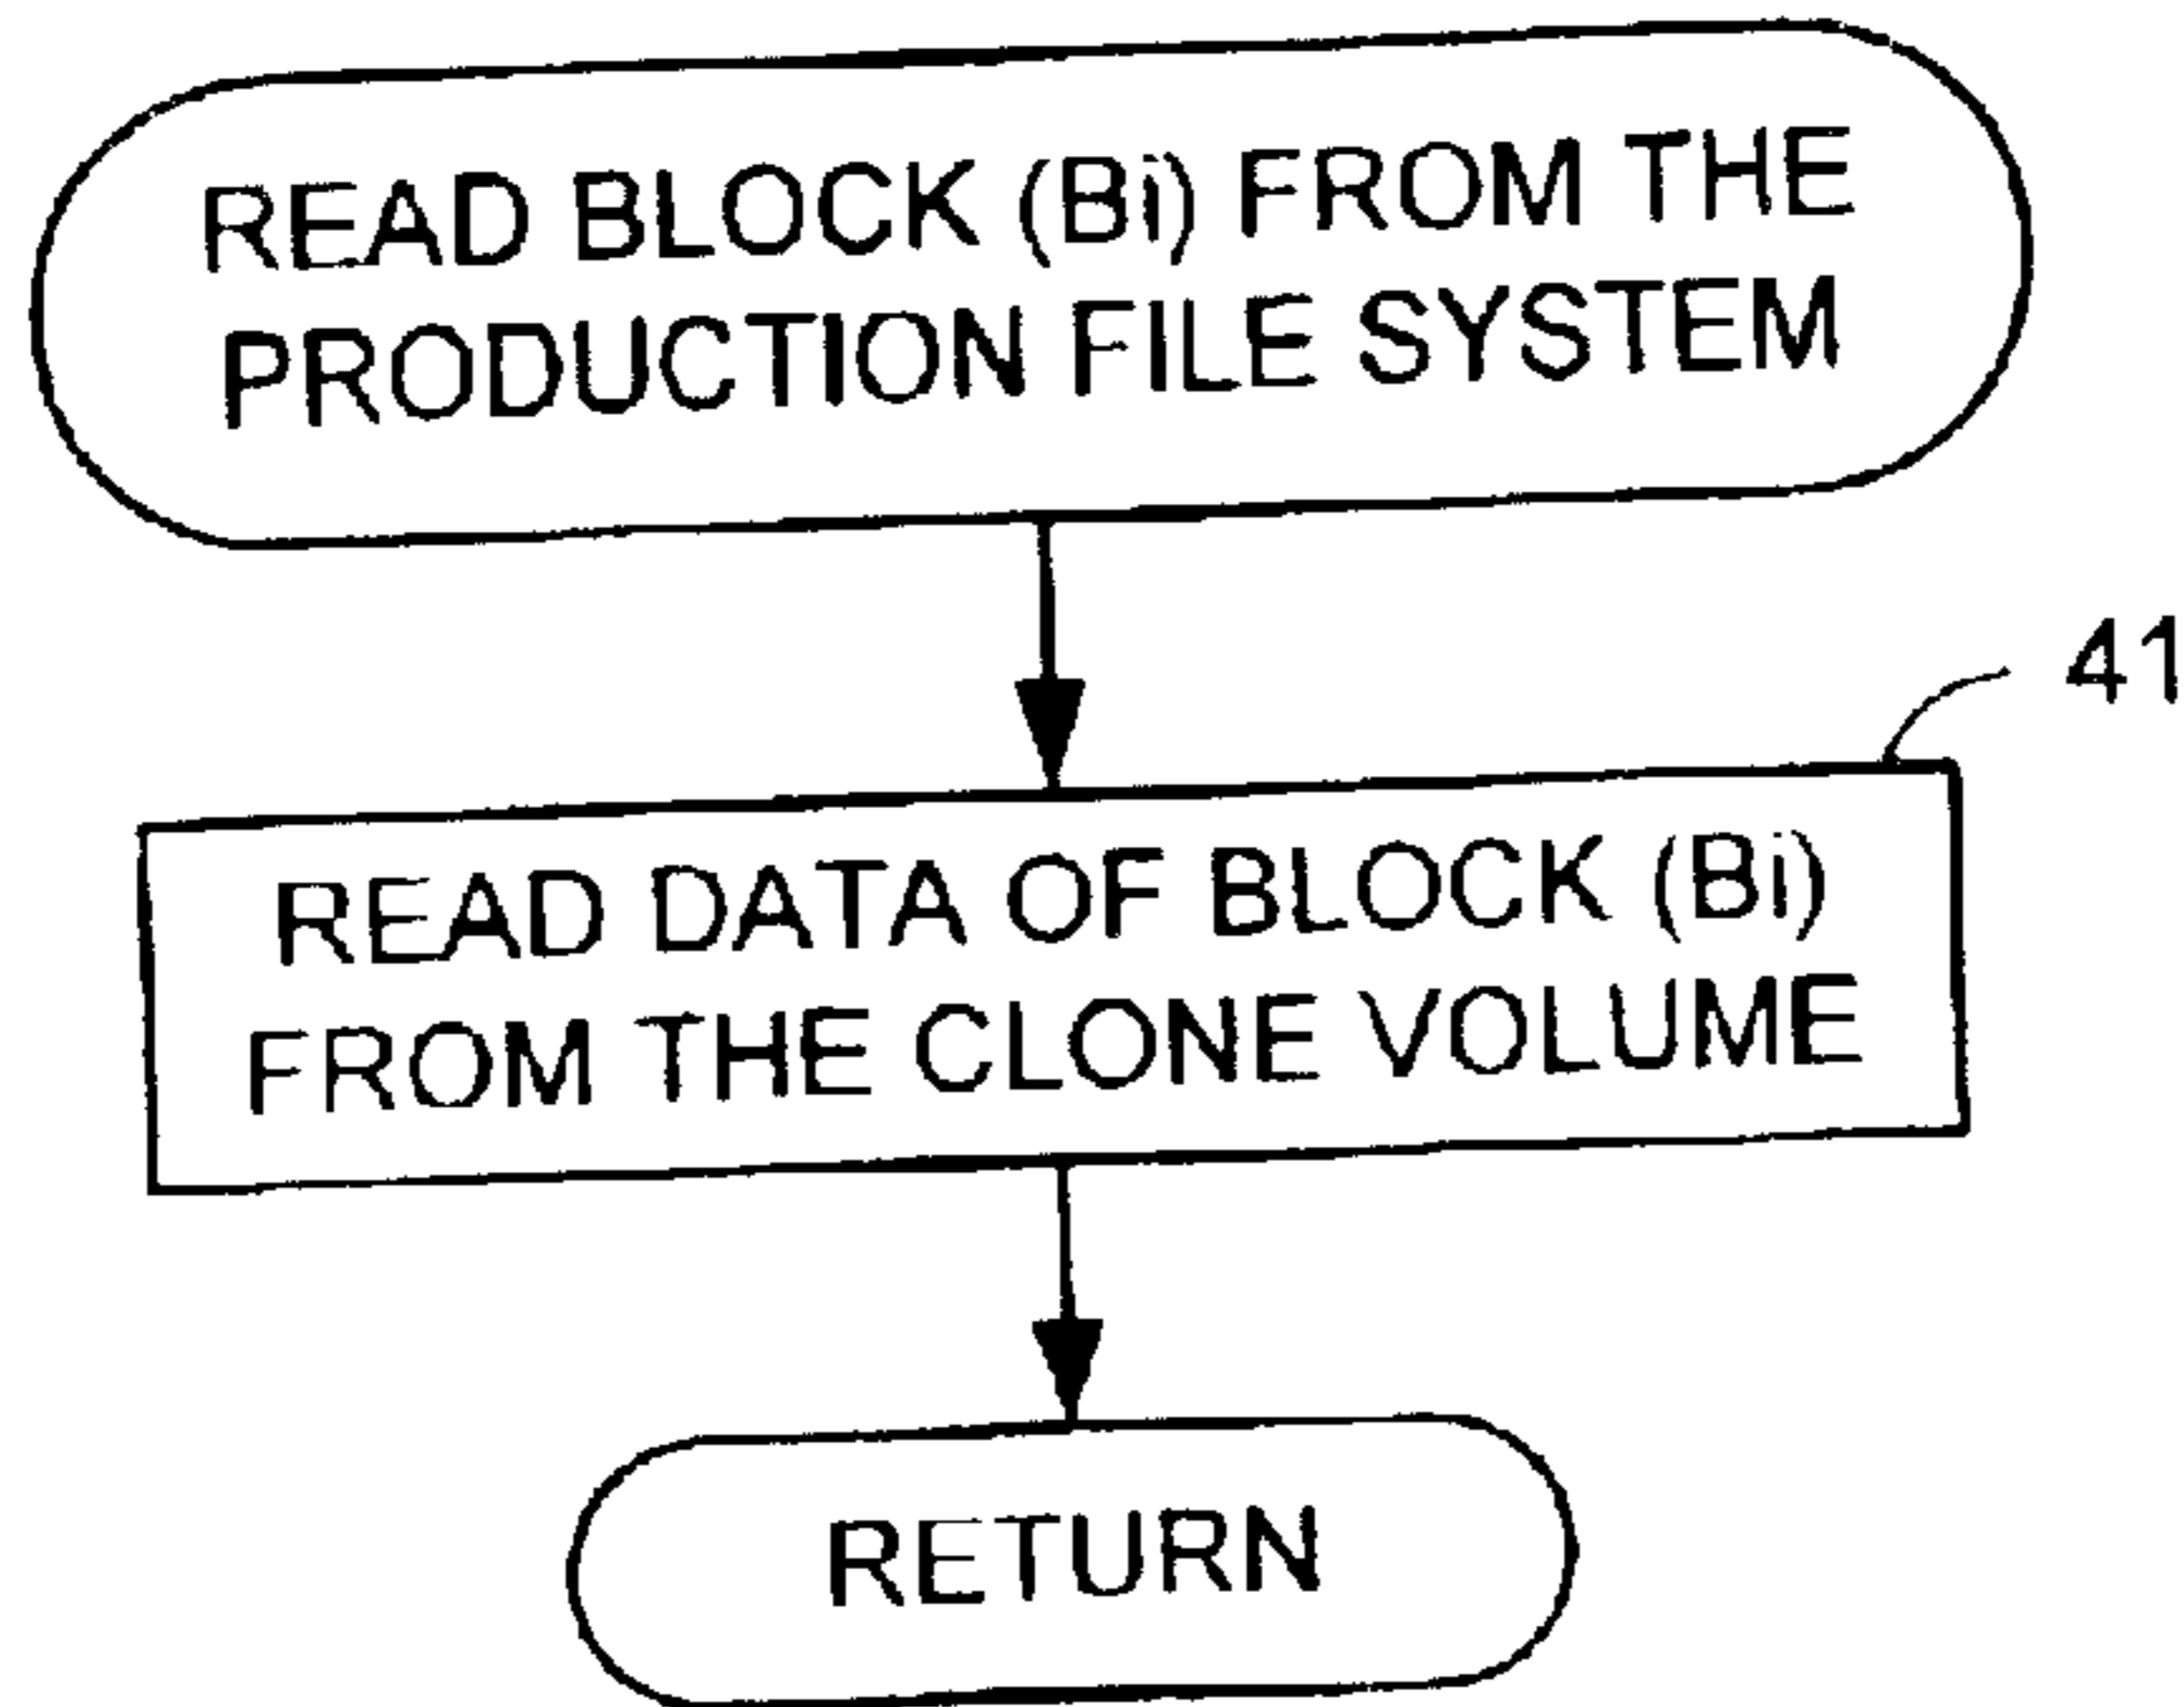 READ BLOCK (Bi) FROM THE
PRODUCTION FILE SYSTEM
41
READ DATA OF BLOCK (Bi)
FROM THE CLONE VOLUME
RETURN